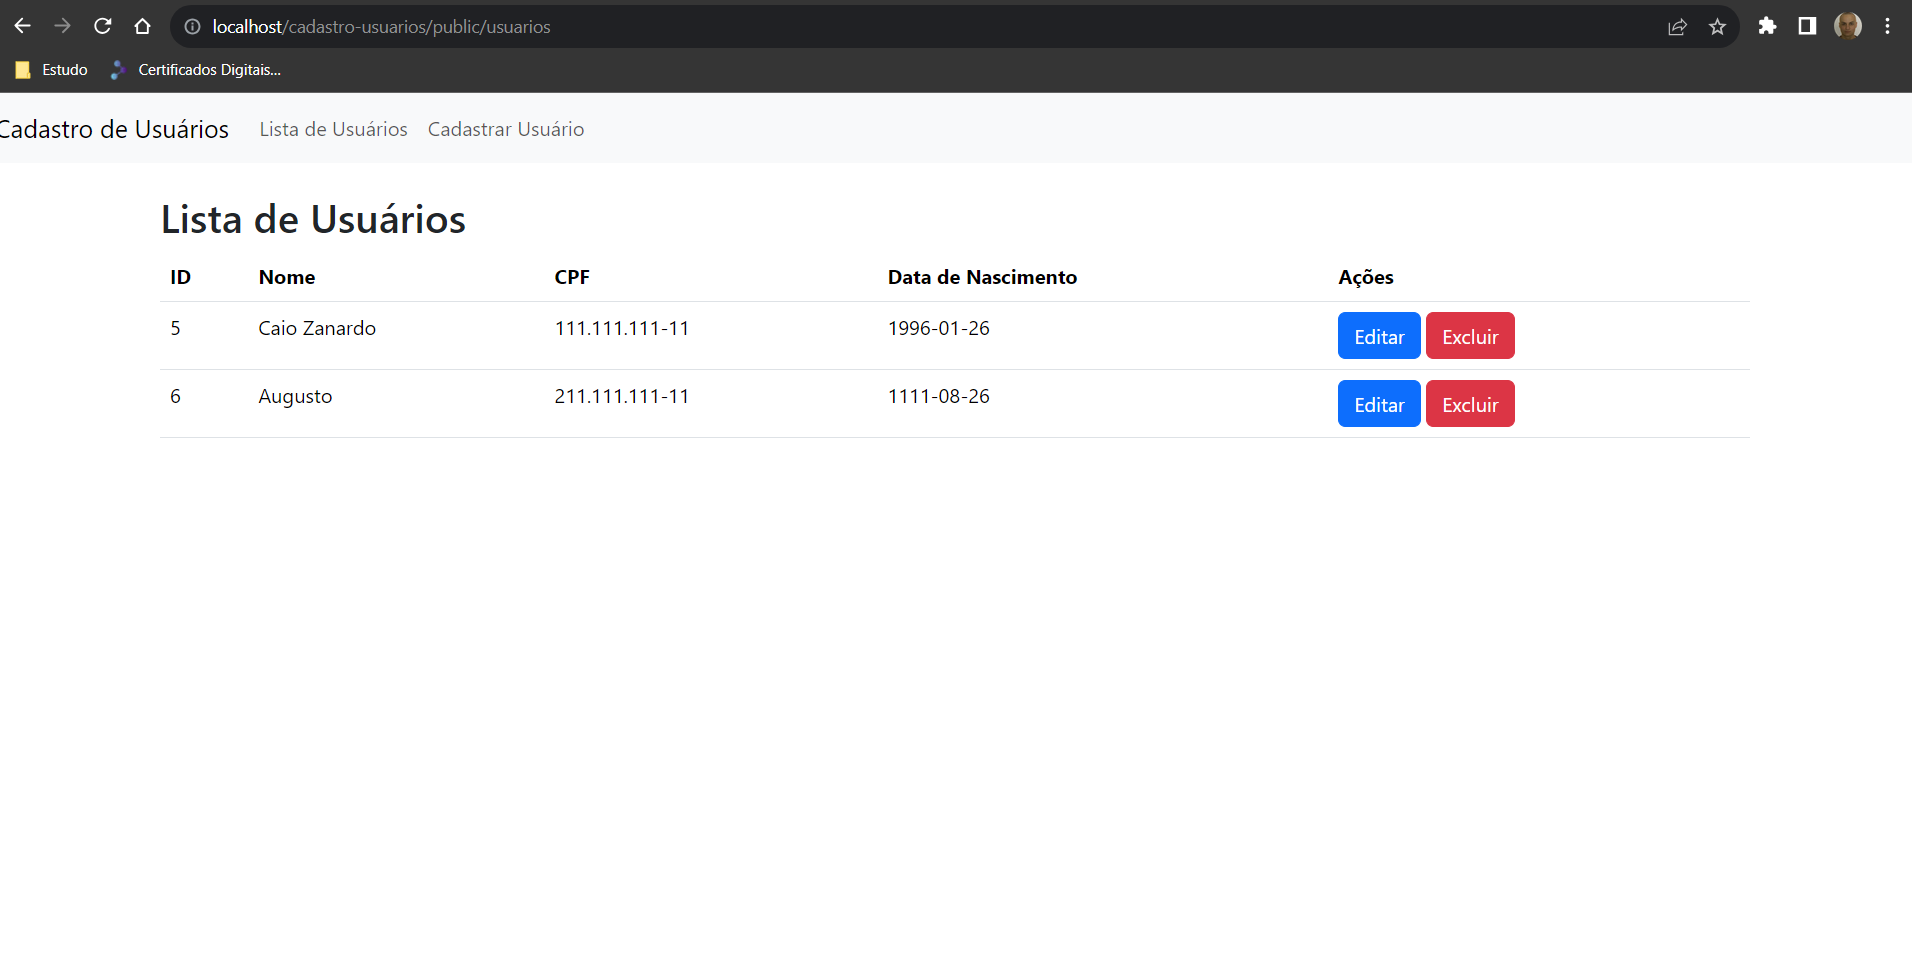 localhost/cadastro-usuarios/public/usuarios
Estudo Certificados Digitais...
Cadastro de Usuários Lista de Usuários Cadastrar Usuário
Lista de Usuários
ID Nome CPF Data de Nascimento Ações
5 Caio Zanardo 111.111.111-11 1996-01-26 Editar Excluir
6 Augusto 211.111.111-11 1111-08-26 Editar Excluir